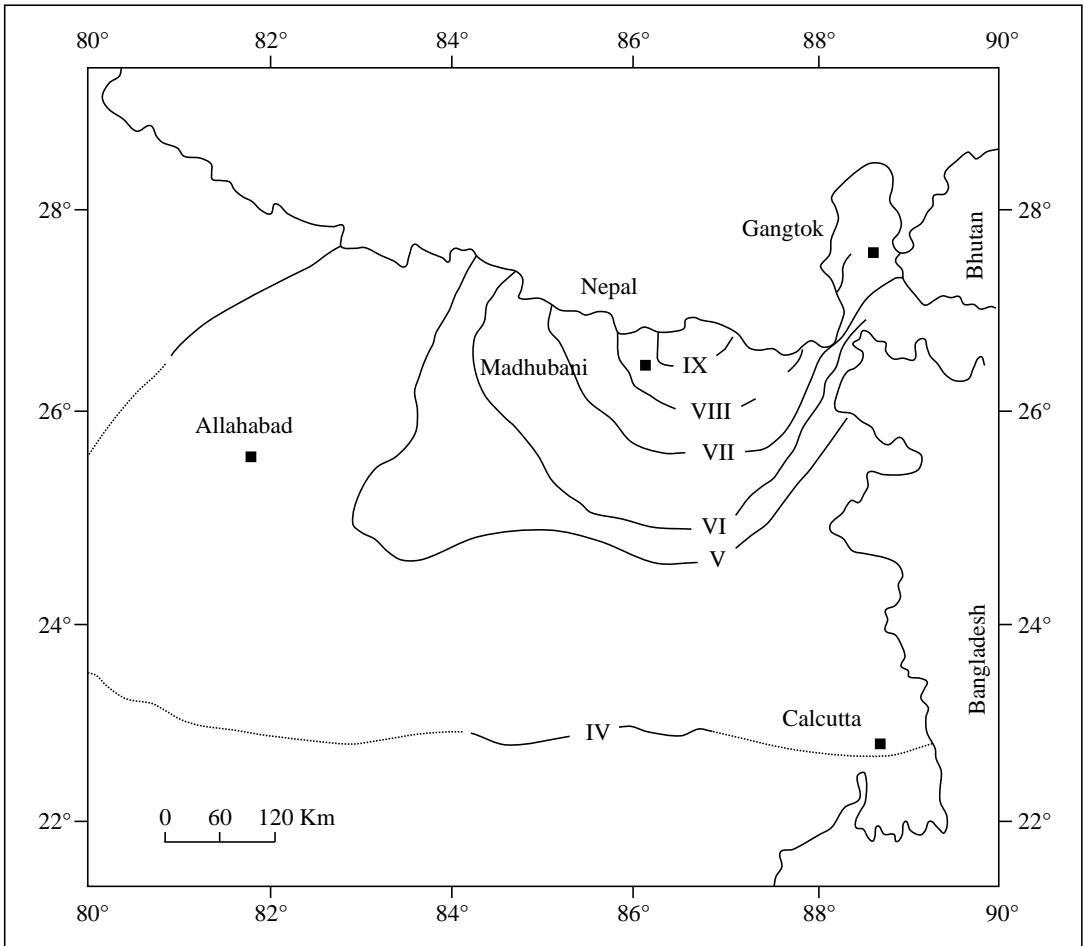 80° 82° 84° 86° 88° 90°
28° Gangtok 28°
Bhutan
Nepal
Madhubani IX
26° VIII 26°
Allahabad
VII
VI
V
24° 24°
Bangladesh
Calcutta
IV
0 60 120 Km
22° 22°
80° 82° 84° 86° 88° 90°